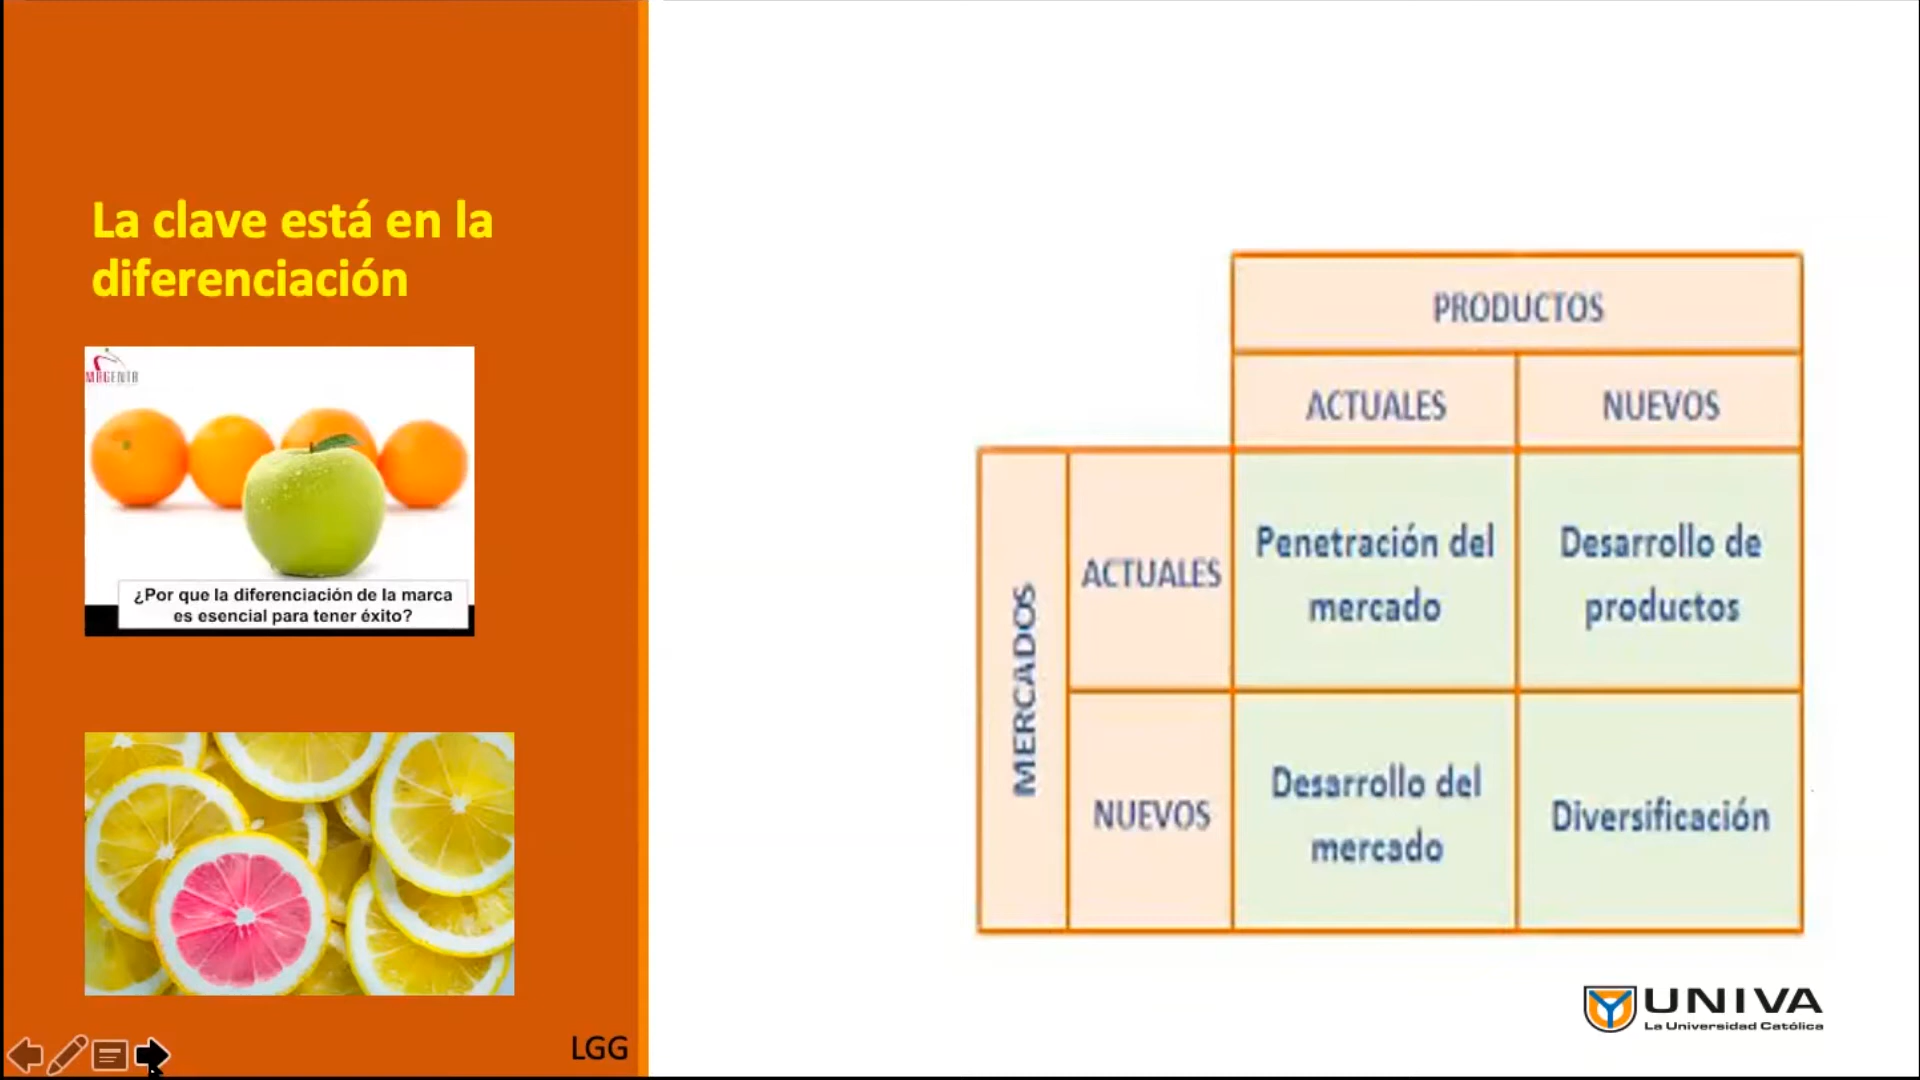 La clave está en la
diferenciación
MAGENTA
¿Por que la diferenciación de la marca
es esencial para tener éxito?
LGG
PRODUCTOS
ACTUALES NUEVOS
MERCADOS
ACTUALES
Penetración del
mercado
Desarrollo de
productos
NUEVOS
Desarrollo del
mercado
Diversificación
UNIVA
La Universidad Católica